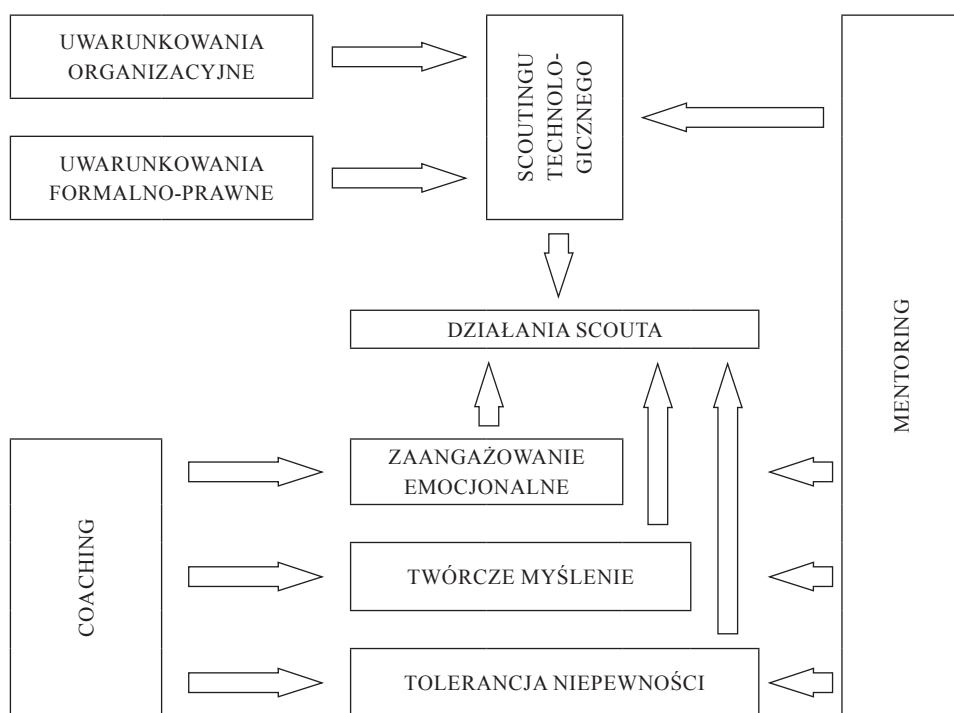 UWARUNKOWANIA
ORGANIZACYJNE
SCOUTINGU
TECHNOLO-
GICZNEGO
UWARUNKOWANIA
FORMALNO-PRAWNE
DZIAŁANIA SCOUTA
MENTORING
ZAANGAŻOWANIE
EMOCJONALNE
COACHING
TWÓRCZE MYŚLENIE
TOLERANCJA NIEPEWNOŚCI